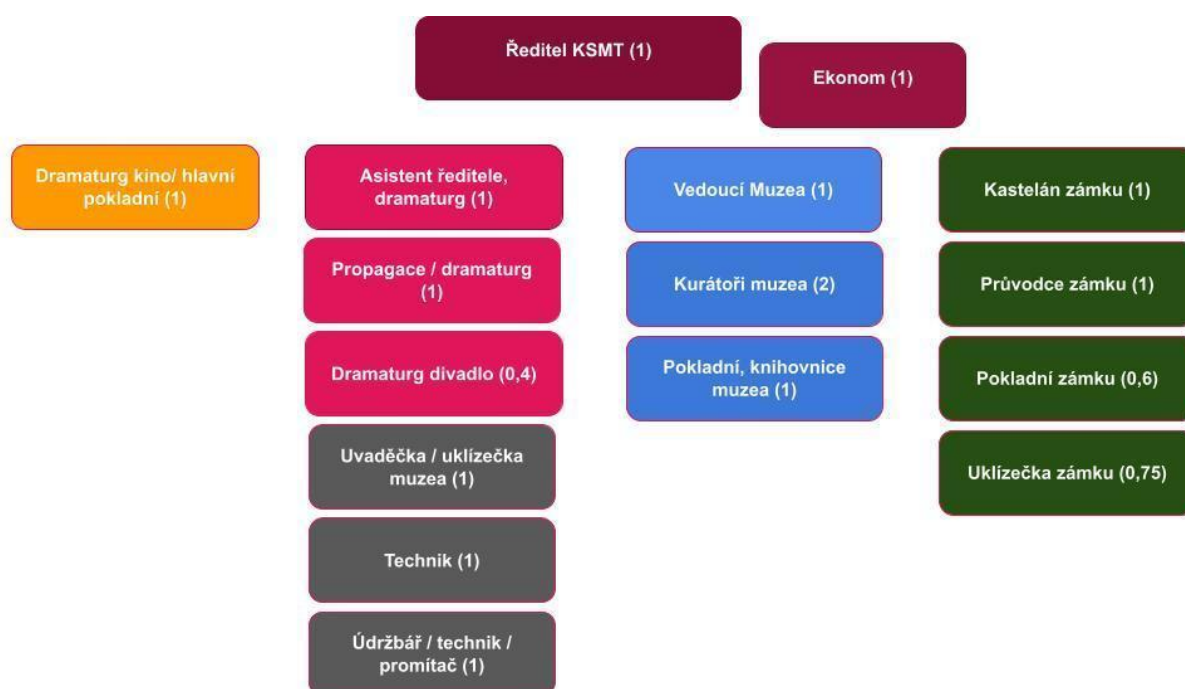 Ředitel KSMT (1)
Ekonom (1)
Dramaturg kino/ hlavní
pokladní (1)
Asistent ředitele,
dramaturg (1)
Propagace / dramaturg
(1)
Dramaturg divadlo (0,4)
Uvaděčka / uklízečka
muzea (1)
Technik (1)
Údržbář / technik /
promítač (1)
Vedoucí Muzea (1)
Kurátoři muzea (2)
Pokladní, knihovnice
muzea (1)
Kastelán zámku (1)
Průvodce zámku (1)
Pokladní zámku (0,6)
Uklízečka zámku (0,75)